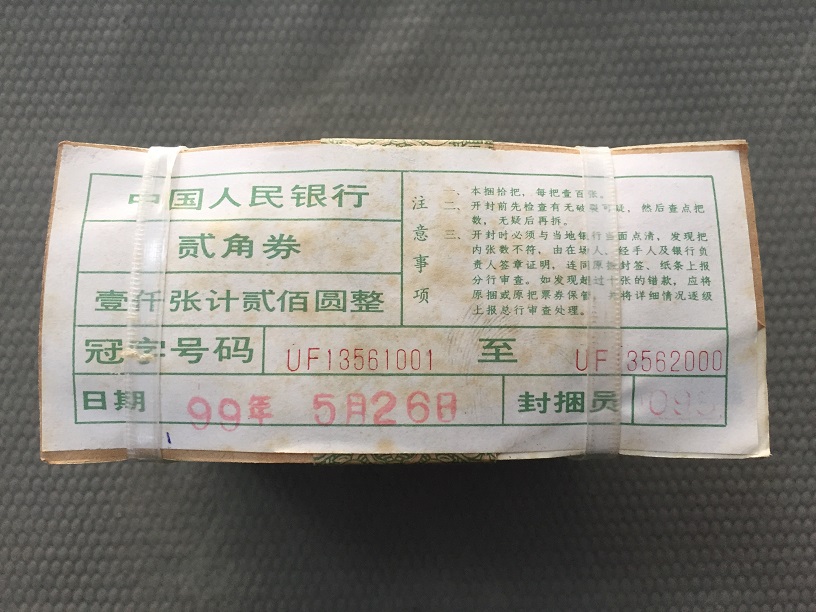 中国人民银行
贰角券
壹仟张计贰佰圆整
注意事项
一、本捆拾把，每把壹百张。
二、开封前先检查有无破裂可疑，然后查点把
数，无疑后再拆。
三、开封时必须与当地银行当面点清，发现把
内张数不符，由在场人、经手人及银行负
责人签章证明，连同原捆封签、纸条上报
分行审查。如发现超过十张的错款，应将
原捆或原把票券保管，并将详细情况逐级
上报总行审查处理。
冠字号码 UF13561001 至 UF 3562000
日期 99年 5月26日 封捆员